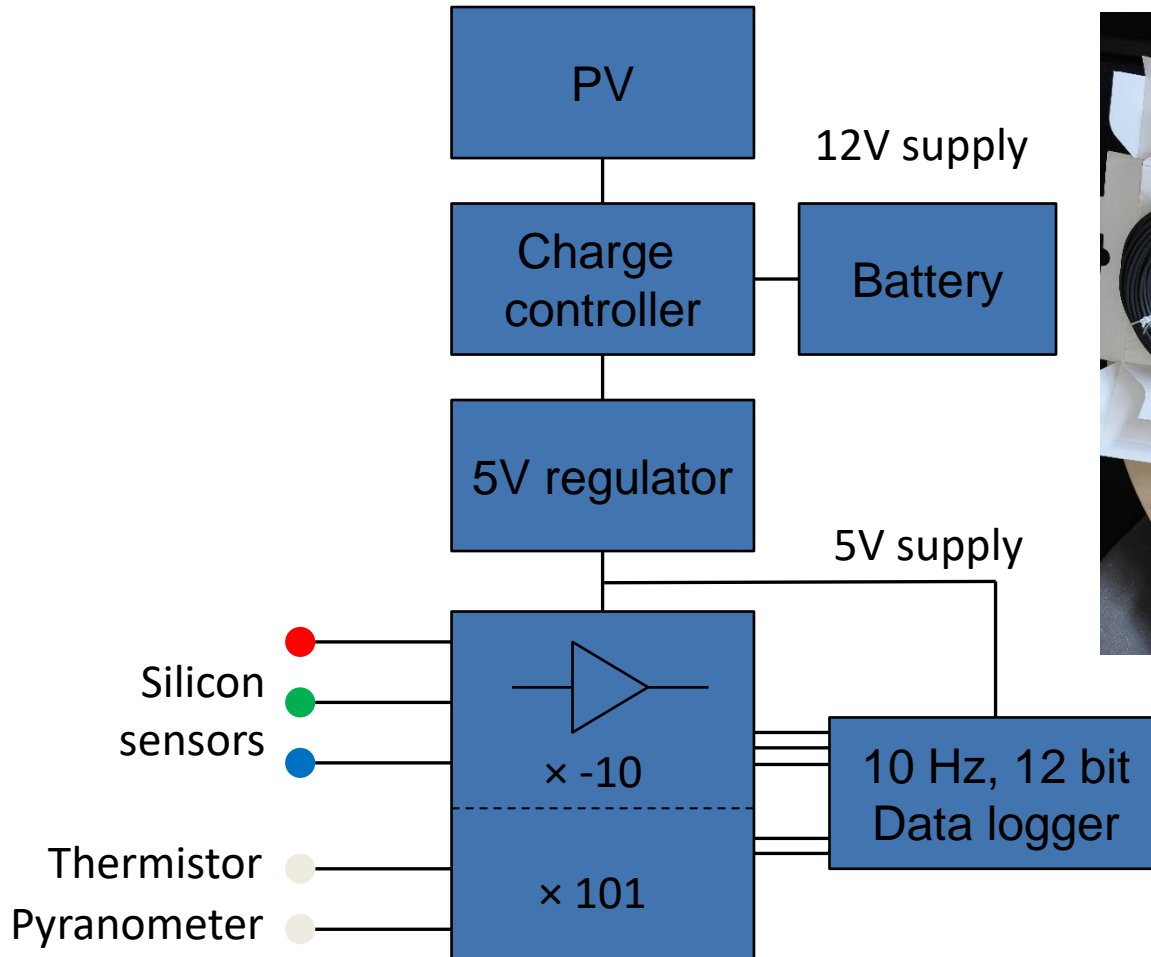 PV
12V supply
Charge
controller
Battery
5V regulator
5V supply
Silicon
sensors
× -10
10 Hz, 12 bit
Data logger
Thermistor
× 101
Pyranometer